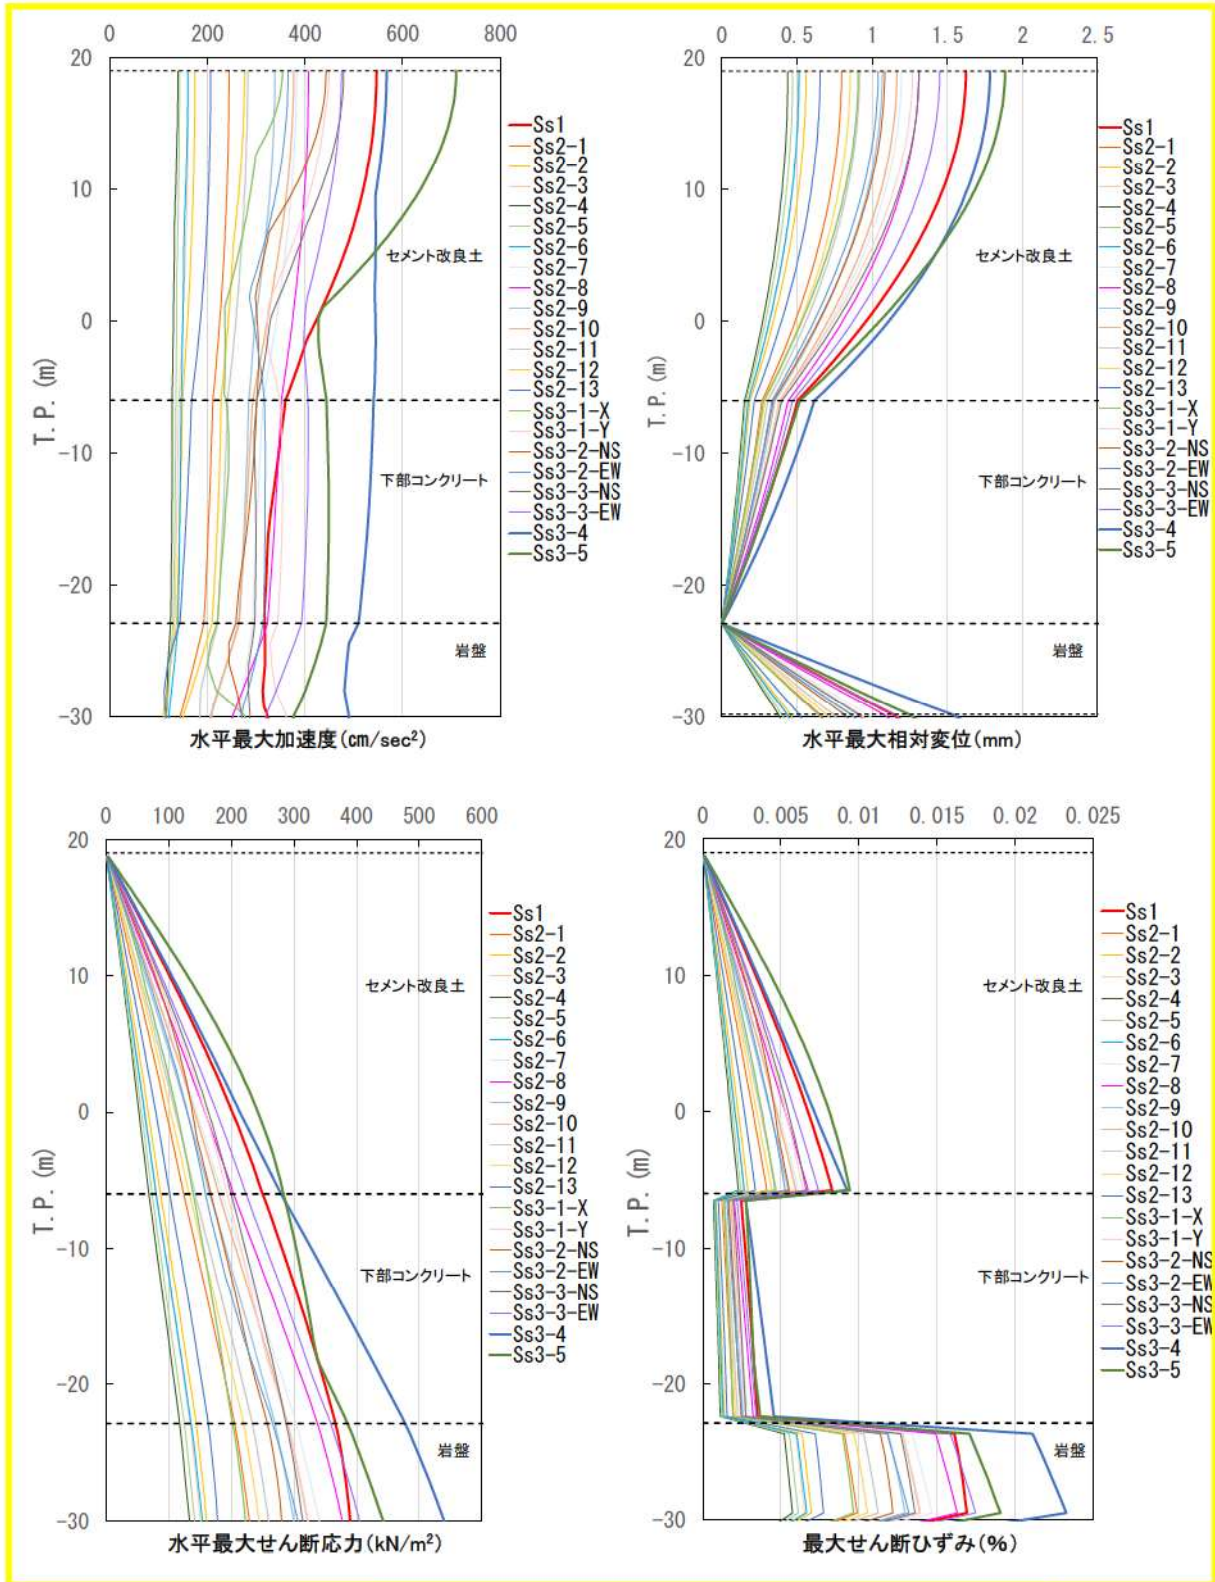 0 200 400 600 800
20
10
0
-10
-20
-30
T.P.(m)
セメント改良土
下部コンクリート
岩盤
水平最大加速度(cm/sec²)
Ss1
Ss2-1
Ss2-2
Ss2-3
Ss2-4
Ss2-5
Ss2-6
Ss2-7
Ss2-8
Ss2-9
Ss2-10
Ss2-11
Ss2-12
Ss2-13
Ss3-1-X
Ss3-1-Y
Ss3-2-NS
Ss3-2-EW
Ss3-3-NS
Ss3-3-EW
Ss3-4
Ss3-5
0 0.5 1 1.5 2 2.5
20
10
0
-10
-20
-30
T.P.(m)
セメント改良土
下部コンクリート
岩盤
水平最大相対変位(mm)
Ss1
Ss2-1
Ss2-2
Ss2-3
Ss2-4
Ss2-5
Ss2-6
Ss2-7
Ss2-8
Ss2-9
Ss2-10
Ss2-11
Ss2-12
Ss2-13
Ss3-1-X
Ss3-1-Y
Ss3-2-NS
Ss3-2-EW
Ss3-3-NS
Ss3-3-EW
Ss3-4
Ss3-5
0 100 200 300 400 500 600
20
10
0
-10
-20
-30
T.P.(m)
セメント改良土
下部コンクリート
岩盤
水平最大せん断応力(kN/m²)
Ss1
Ss2-1
Ss2-2
Ss2-3
Ss2-4
Ss2-5
Ss2-6
Ss2-7
Ss2-8
Ss2-9
Ss2-10
Ss2-11
Ss2-12
Ss2-13
Ss3-1-X
Ss3-1-Y
Ss3-2-NS
Ss3-2-EW
Ss3-3-NS
Ss3-3-EW
Ss3-4
Ss3-5
0 0.005 0.01 0.015 0.02 0.025
20
10
0
-10
-20
-30
T.P.(m)
セメント改良土
下部コンクリート
岩盤
最大せん断ひずみ(%)
Ss1
Ss2-1
Ss2-2
Ss2-3
Ss2-4
Ss2-5
Ss2-6
Ss2-7
Ss2-8
Ss2-9
Ss2-10
Ss2-11
Ss2-12
Ss2-13
Ss3-1-X
Ss3-1-Y
Ss3-2-NS
Ss3-2-EW
Ss3-3-NS
Ss3-3-EW
Ss3-4
Ss3-5